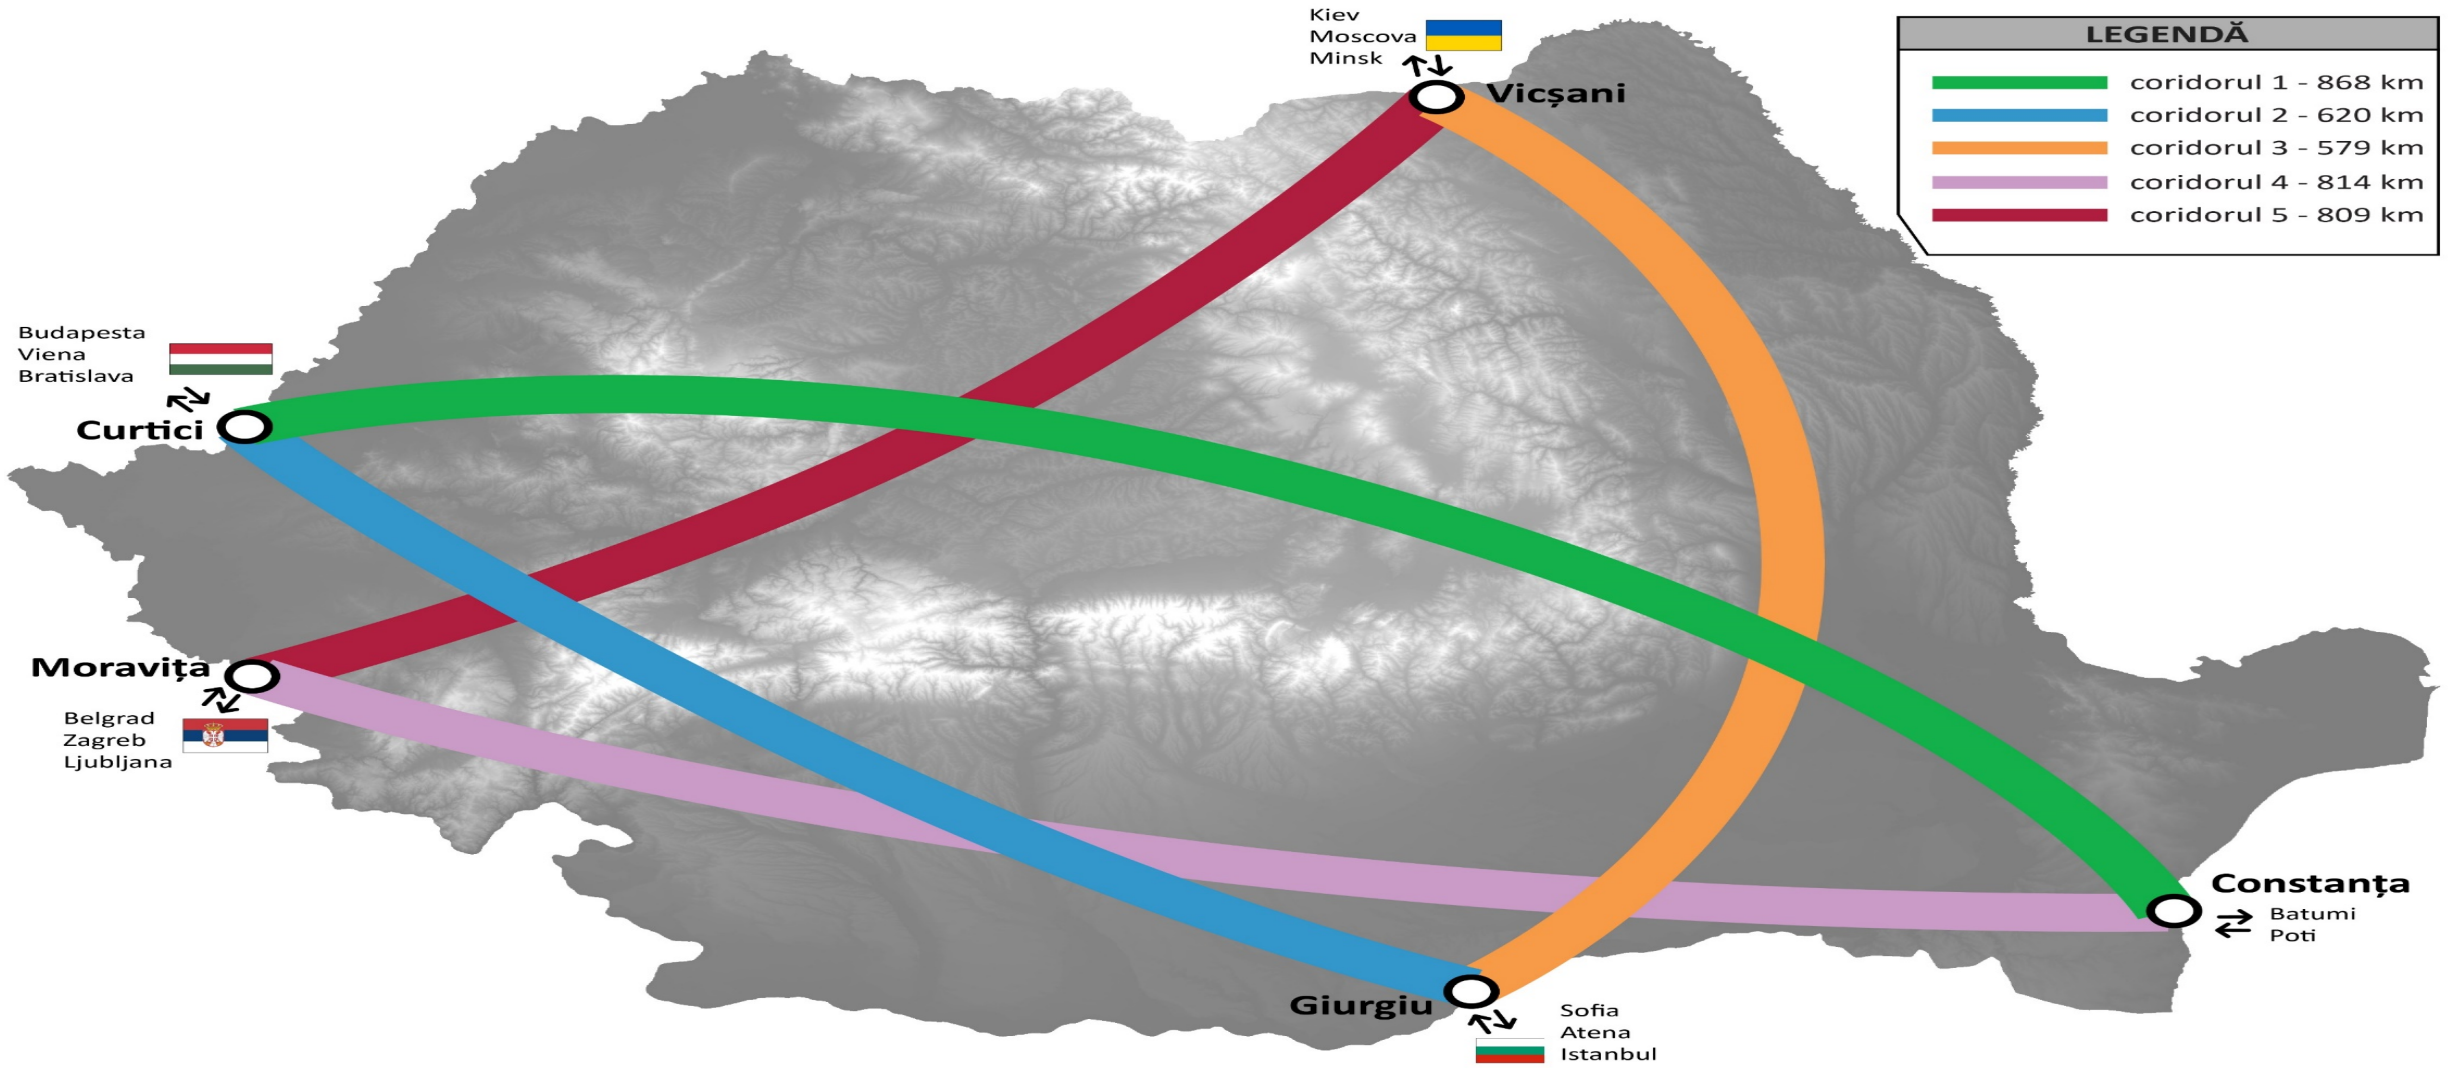 Kiev
Moscova
Minsk
Vicșani
LEGENDĂ
coridorul 1 - 868 km
coridorul 2 - 620 km
coridorul 3 - 579 km
coridorul 4 - 814 km
coridorul 5 - 809 km
Budapesta
Viena
Bratislava
Curtici
Moravița
Belgrad
Zagreb
Ljubljana
Constanța
Batumi
Poti
Giurgiu
Sofia
Atena
Istanbul